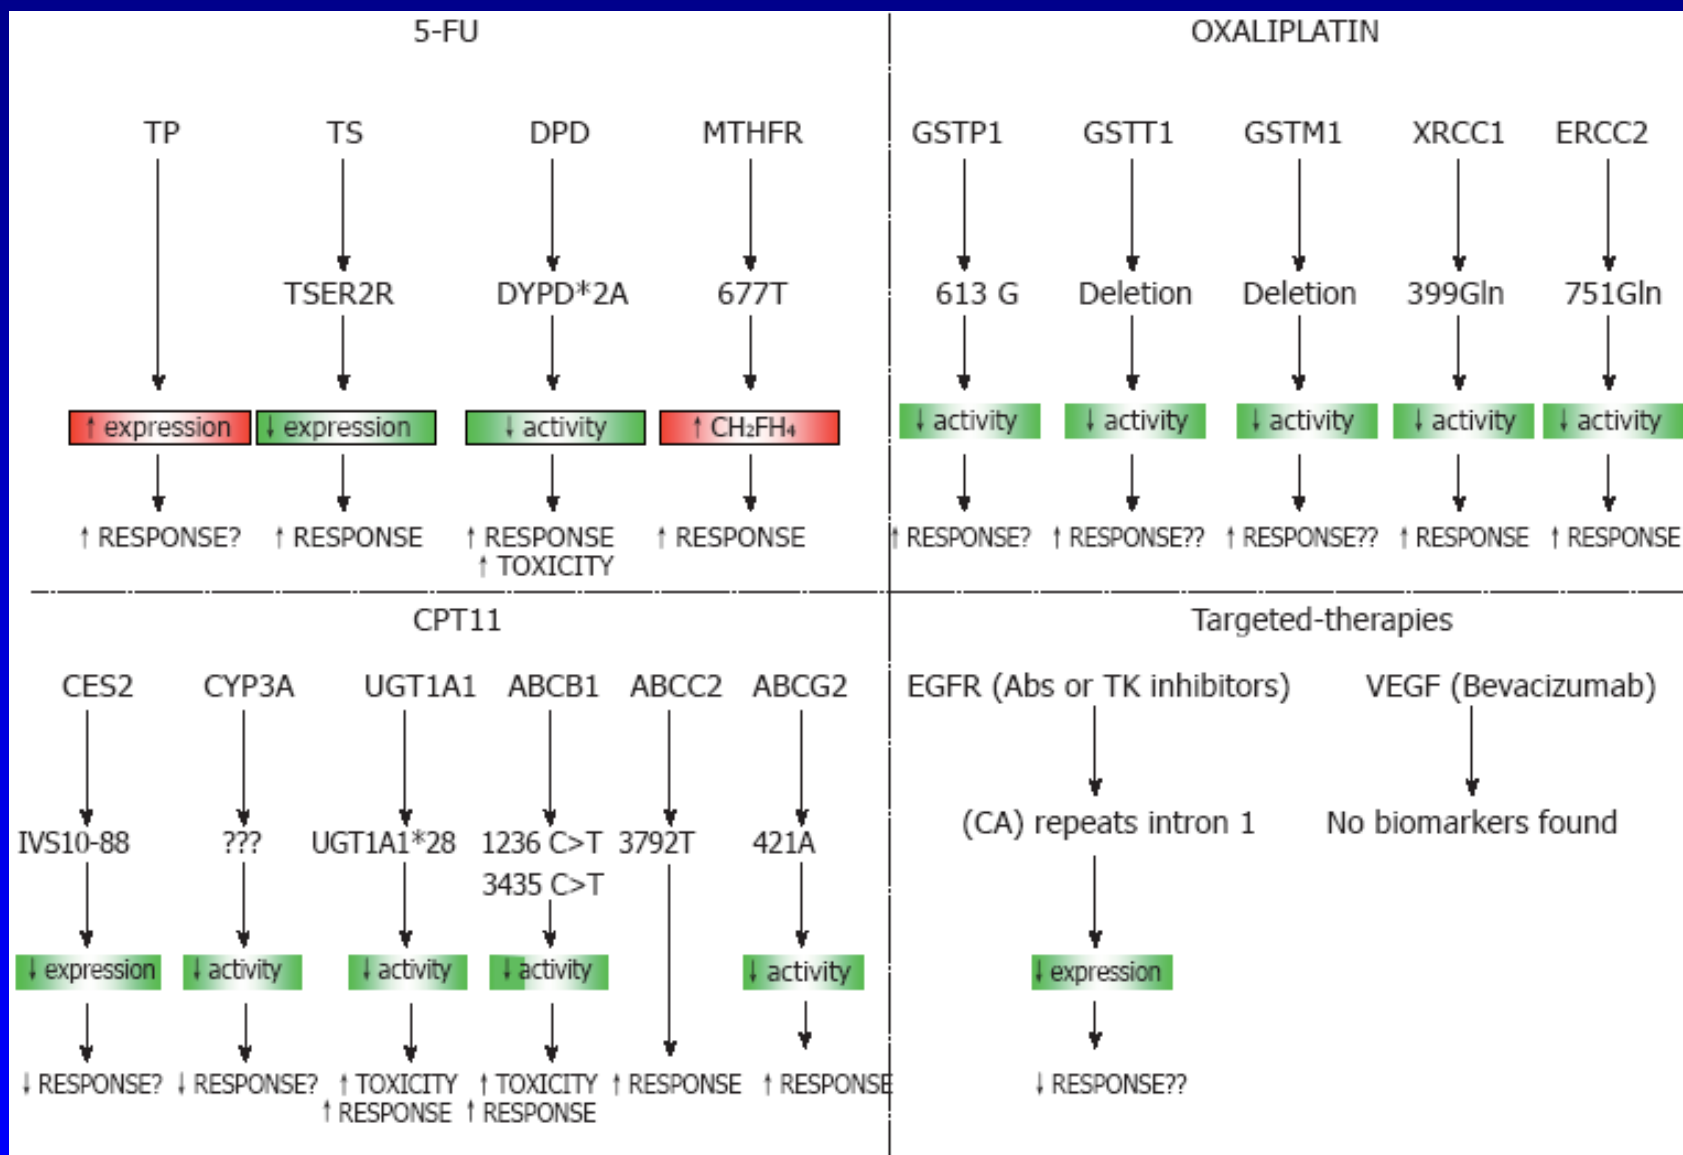 5-FU
TP TS DPD MTHFR
TSER2R DYPD*2A 677T
↑ expression ↓ expression ↓ activity ↑ CH₂FH₄
↑ RESPONSE? ↑ RESPONSE ↑ RESPONSE ↑ RESPONSE
↑ TOXICITY
OXALIPLATIN
GSTP1 GSTT1 GSTM1 XRCC1 ERCC2
613 G Deletion Deletion 399Gln 751Gln
↓ activity ↓ activity ↓ activity ↓ activity ↓ activity
↑ RESPONSE? ↑ RESPONSE?? ↑ RESPONSE?? ↑ RESPONSE ↑ RESPONSE
CPT11
CES2 CYP3A UGT1A1 ABCB1 ABCC2 ABCG2
IVS10-88 ??? UGT1A1*28 1236 C>T 3792T 421A
3435 C>T
↓ expression ↓ activity ↓ activity ↓ activity ↓ activity
↓ RESPONSE? ↓ RESPONSE? ↑ TOXICITY ↑ TOXICITY ↑ RESPONSE ↑ RESPONSE
↑ RESPONSE ↑ RESPONSE
Targeted-therapies
EGFR (Abs or TK inhibitors) VEGF (Bevacizumab)
(CA) repeats intron 1 No biomarkers found
↓ expression
↓ RESPONSE??